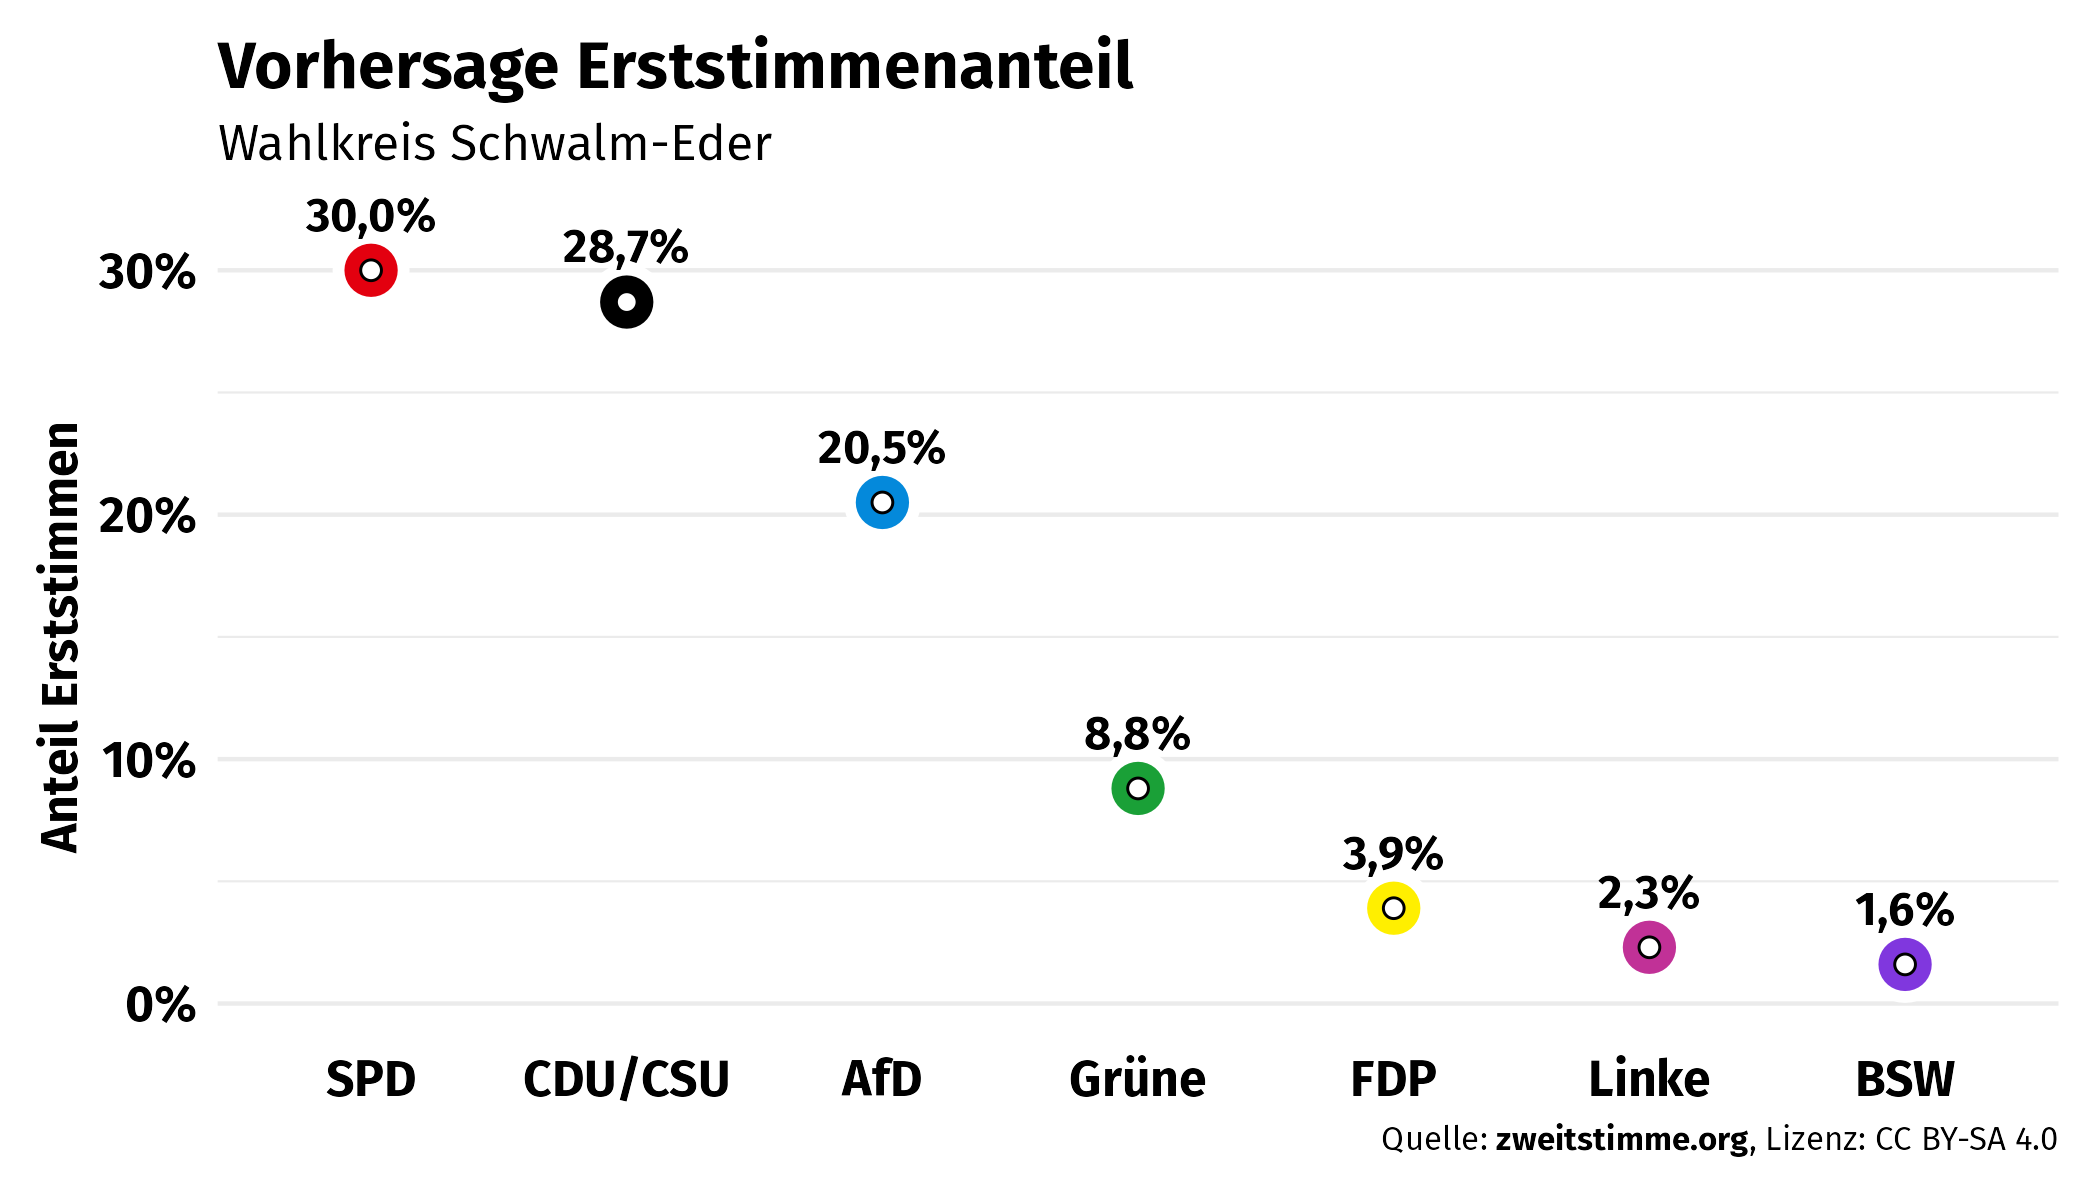 Vorhersage Erststimmenanteil
Wahlkreis Schwalm-Eder
30,0%
28,7%
20,5%
8,8%
3,9%
2,3%
1,6%
30%
20%
10%
0%
Anteil Erststimmen
SPD CDU/CSU AfD Grüne FDP Linke BSW
Quelle: zweitstimme.org, Lizenz: CC BY-SA 4.0